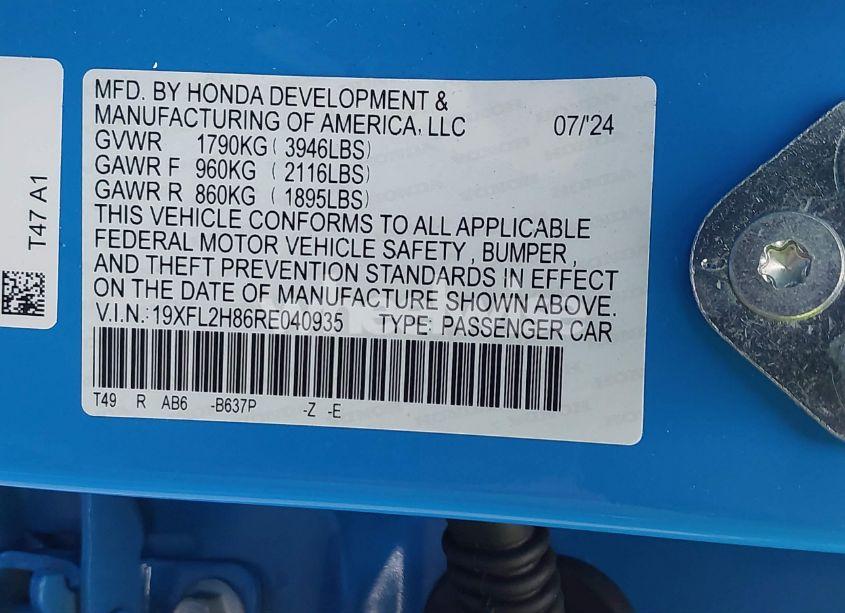 T47 A1
MFD. BY HONDA DEVELOPMENT &
MANUFACTURING OF AMERICA, LLC 07/'24
GVWR 1790KG ( 3946LBS)
GAWR F 960KG ( 2116LBS)
GAWR R 860KG ( 1895LBS)
THIS VEHICLE CONFORMS TO ALL APPLICABLE
FEDERAL MOTOR VEHICLE SAFETY , BUMPER ,
AND THEFT PREVENTION STANDARDS IN EFFECT
ON THE DATE OF MANUFACTURE SHOWN ABOVE.
V.I.N.: 19XFL2H86RE040935 TYPE: PASSENGER CAR
T49 R AB6 -B637P -Z -E